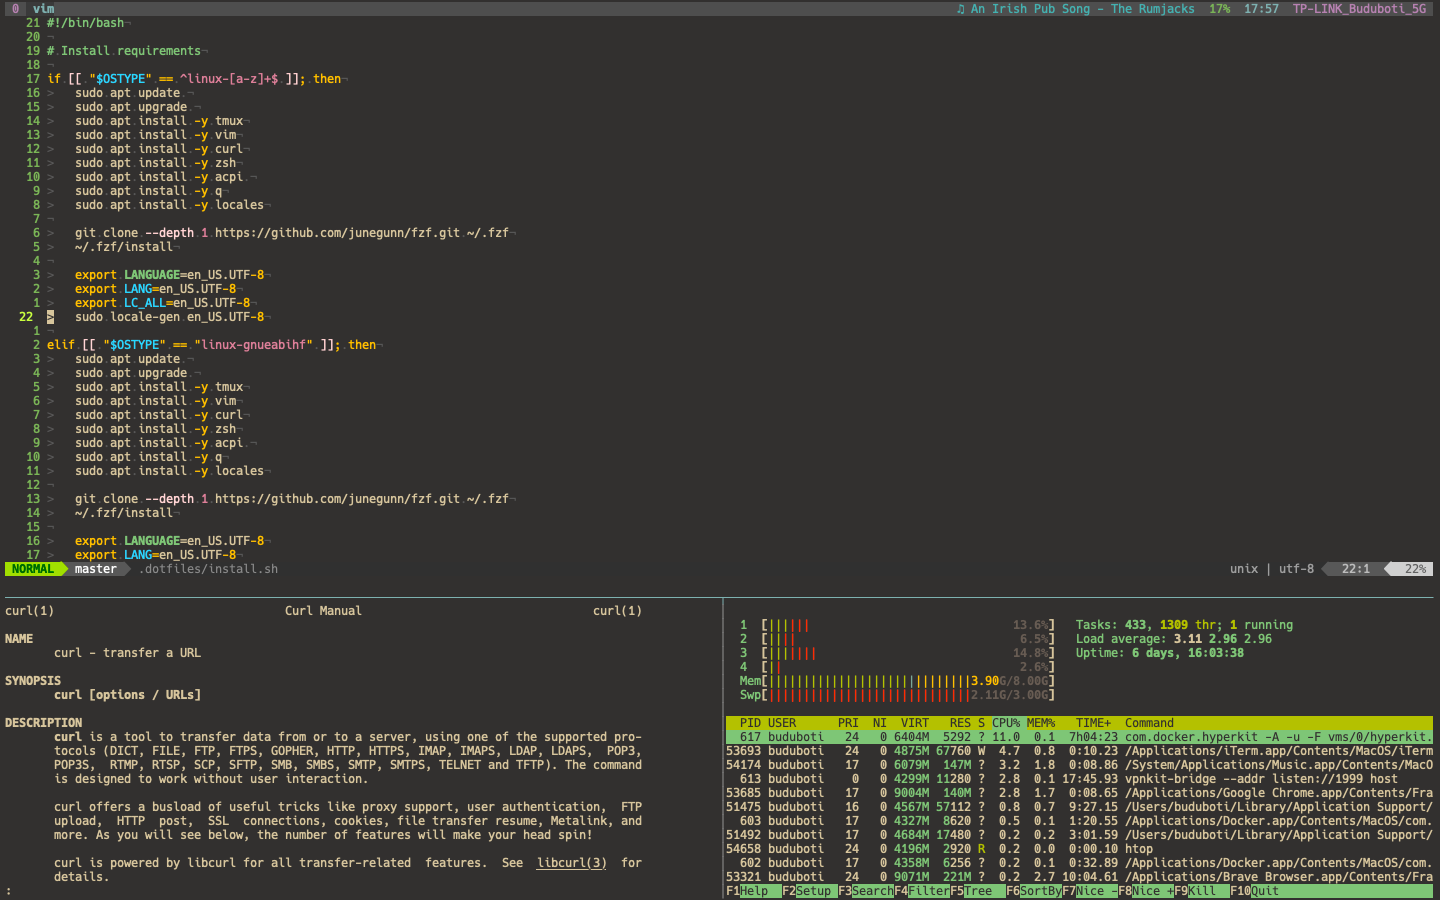 0 vim ♫ An Irish Pub Song - The Rumjacks 17% 17:57 TP-LINK_Buduboti_5G
21 #!/bin/bash¬
20 ¬
19 # Install requirements¬
18 ¬
17 if [[ "$OSTYPE" == ^linux-[a-z]+$ ]]; then¬
16 > sudo apt update ¬
15 > sudo apt upgrade ¬
14 > sudo apt install -y tmux¬
13 > sudo apt install -y vim¬
12 > sudo apt install -y curl¬
11 > sudo apt install -y zsh¬
10 > sudo apt install -y acpi ¬
9 > sudo apt install -y q¬
8 > sudo apt install -y locales¬
7 ¬
6 > git clone --depth 1 https://github.com/junegunn/fzf.git ~/.fzf¬
5 > ~/.fzf/install¬
4 ¬
3 > export LANGUAGE=en_US.UTF-8¬
2 > export LANG=en_US.UTF-8¬
1 > export LC_ALL=en_US.UTF-8¬
22 > sudo locale-gen en_US.UTF-8¬
1 ¬
2 elif [[ "$OSTYPE" == "linux-gnueabihf" ]]; then¬
3 > sudo apt update ¬
4 > sudo apt upgrade ¬
5 > sudo apt install -y tmux¬
6 > sudo apt install -y vim¬
7 > sudo apt install -y curl¬
8 > sudo apt install -y zsh¬
9 > sudo apt install -y acpi ¬
10 > sudo apt install -y q¬
11 > sudo apt install -y locales¬
12 ¬
13 > git clone --depth 1 https://github.com/junegunn/fzf.git ~/.fzf¬
14 > ~/.fzf/install¬
15 ¬
16 > export LANGUAGE=en_US.UTF-8¬
17 > export LANG=en_US.UTF-8¬
NORMAL master .dotfiles/install.sh unix | utf-8 22:1 22%
curl(1) Curl Manual curl(1)
NAME
curl - transfer a URL
SYNOPSIS
curl [options / URLs]
DESCRIPTION
curl is a tool to transfer data from or to a server, using one of the supported pro-
tocols (DICT, FILE, FTP, FTPS, GOPHER, HTTP, HTTPS, IMAP, IMAPS, LDAP, LDAPS, POP3,
POP3S, RTMP, RTSP, SCP, SFTP, SMB, SMBS, SMTP, SMTPS, TELNET and TFTP). The command
is designed to work without user interaction.
curl offers a busload of useful tricks like proxy support, user authentication, FTP
upload, HTTP post, SSL connections, cookies, file transfer resume, Metalink, and
more. As you will see below, the number of features will make your head spin!
curl is powered by libcurl for all transfer-related features. See libcurl(3) for
details.
:
1 [|||||| 13.6%] Tasks: 433, 1309 thr; 1 running
2 [|||| 6.5%] Load average: 3.11 2.96 2.96
3 [||||||| 14.8%] Uptime: 6 days, 16:03:38
4 [|| 2.6%]
Mem[|||||||||||||||||||||||||||||3.90G/8.00G]
Swp[|||||||||||||||||||||||||||||2.11G/3.00G]
PID USER PRI NI VIRT RES S CPU% MEM% TIME+ Command
617 buduboti 24 0 6404M 5292 ? 11.0 0.1 7h04:23 com.docker.hyperkit -A -u -F vms/0/hyperkit.
53693 buduboti 24 0 4875M 67760 W 4.7 0.8 0:10.23 /Applications/iTerm.app/Contents/MacOS/iTerm
54174 buduboti 17 0 6079M 147M ? 3.2 1.8 0:08.86 /System/Applications/Music.app/Contents/MacO
613 buduboti 0 0 4299M 11280 ? 2.8 0.1 17:45.93 vpnkit-bridge --addr listen://1999 host
53685 buduboti 17 0 9004M 140M ? 2.8 1.7 0:08.65 /Applications/Google Chrome.app/Contents/Fra
51475 buduboti 16 0 4567M 57112 ? 0.8 0.7 9:27.15 /Users/buduboti/Library/Application Support/
603 buduboti 17 0 4327M 8620 ? 0.5 0.1 1:20.55 /Applications/Docker.app/Contents/MacOS/com.
51492 buduboti 17 0 4684M 17480 ? 0.2 0.2 3:01.59 /Users/buduboti/Library/Application Support/
54658 buduboti 24 0 4196M 2920 R 0.2 0.0 0:00.10 htop
602 buduboti 17 0 4358M 6256 ? 0.2 0.1 0:32.89 /Applications/Docker.app/Contents/MacOS/com.
53321 buduboti 17 0 9071M 221M ? 0.2 2.7 10:04.61 /Applications/Brave Browser.app/Contents/Fra
F1Help F2Setup F3SearchF4FilterF5Tree F6SortByF7Nice -F8Nice +F9Kill F10Quit